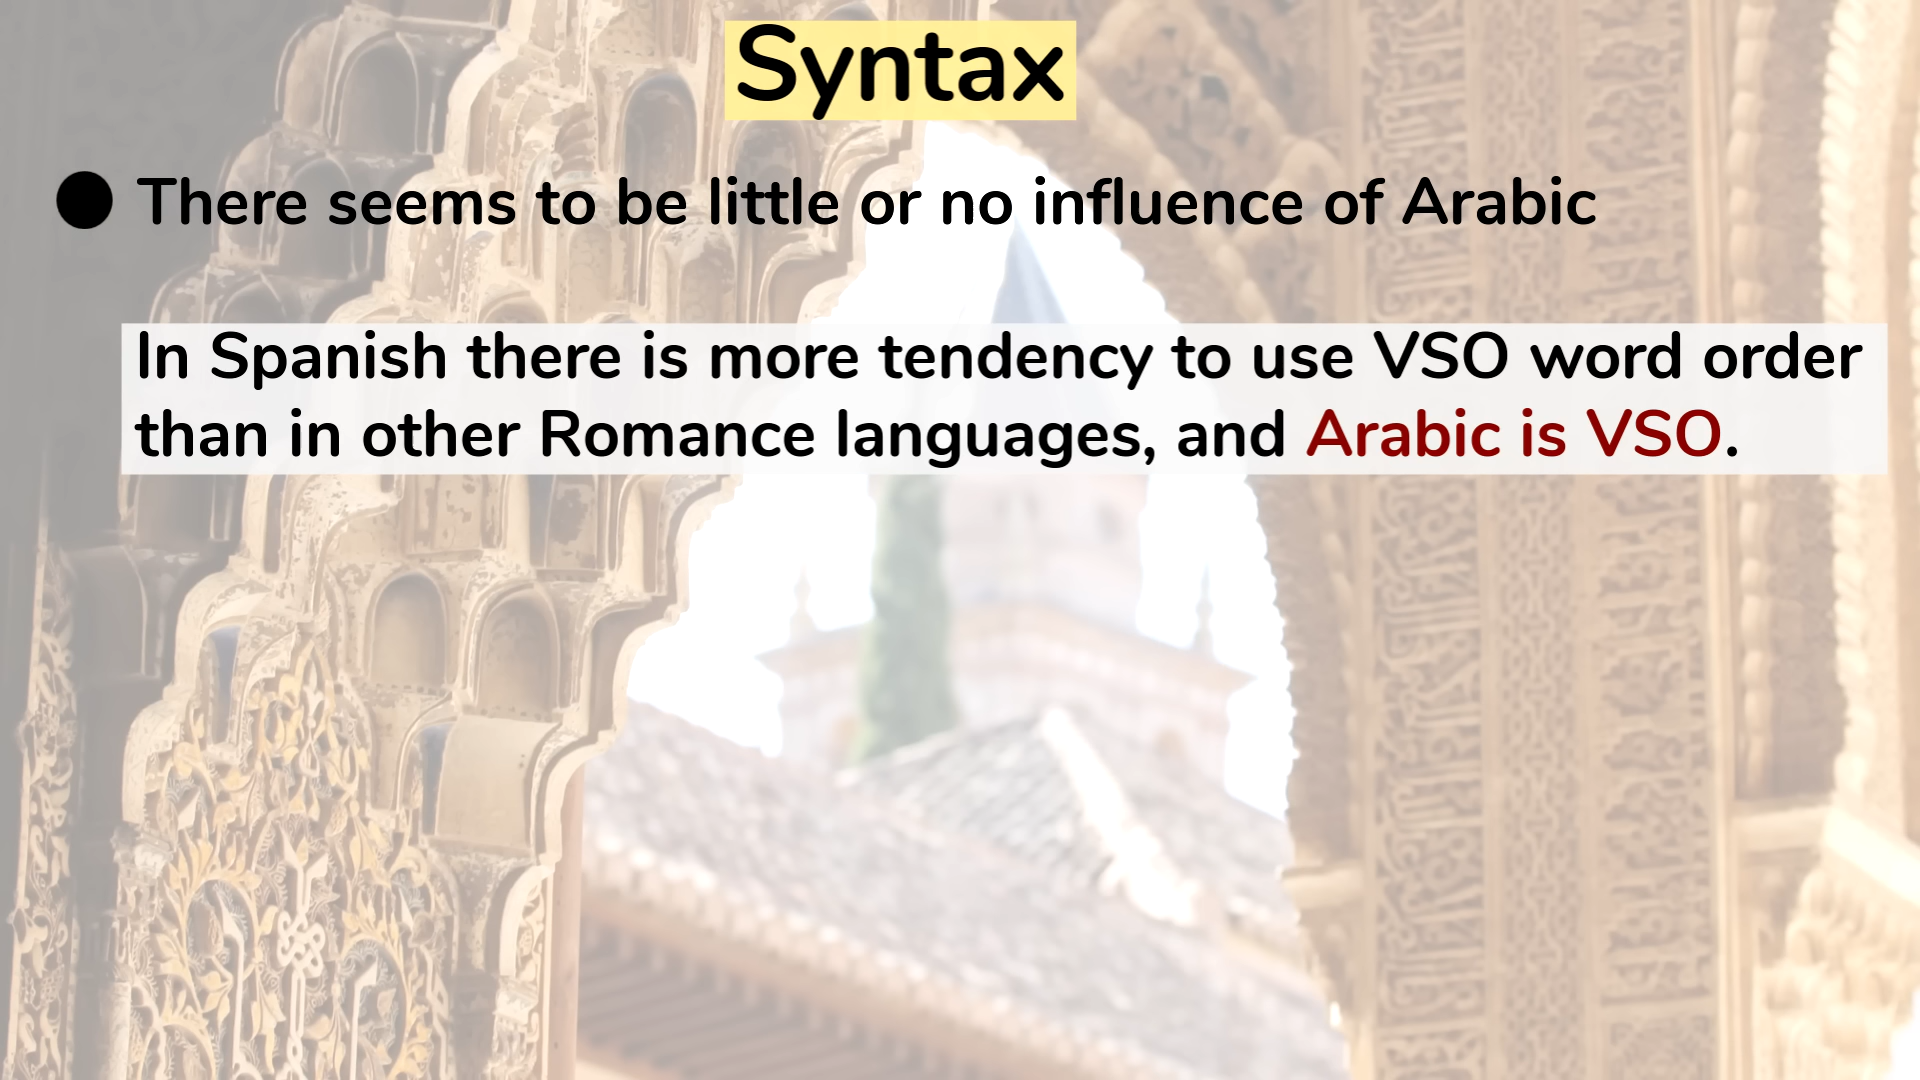 Syntax
There seems to be little or no influence of Arabic
In Spanish there is more tendency to use VSO word order
than in other Romance languages, and Arabic is VSO.